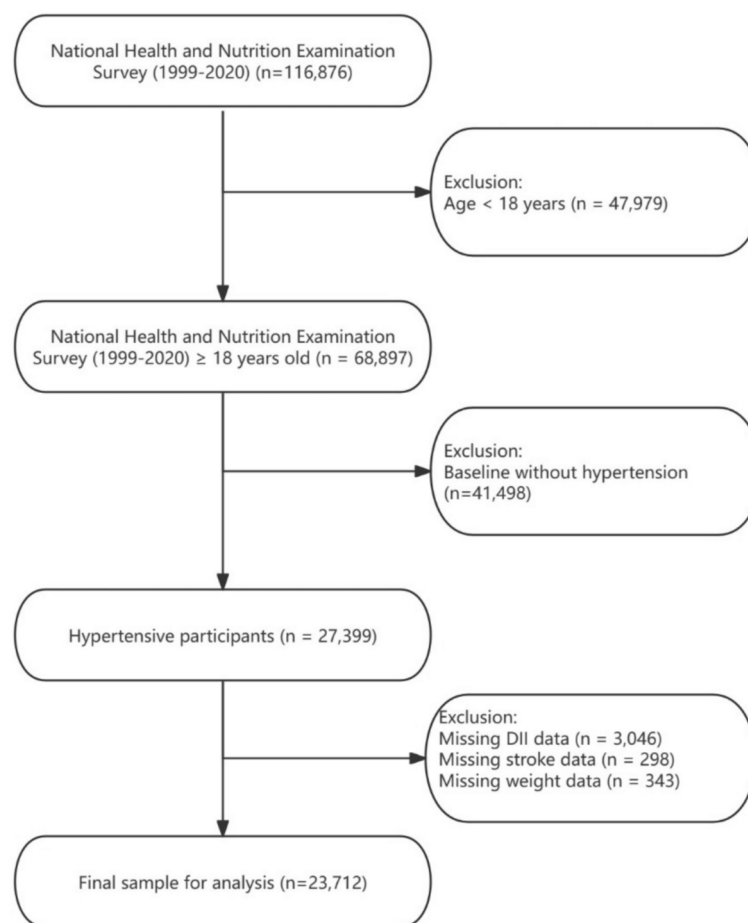 National Health and Nutrition Examination
Survey (1999-2020) (n=116,876)
Exclusion:
Age < 18 years (n = 47,979)
National Health and Nutrition Examination
Survey (1999-2020) ≥ 18 years old (n = 68,897)
Exclusion:
Baseline without hypertension
(n=41,498)
Hypertensive participants (n = 27,399)
Exclusion:
Missing DII data (n = 3,046)
Missing stroke data (n = 298)
Missing weight data (n = 343)
Final sample for analysis (n=23,712)